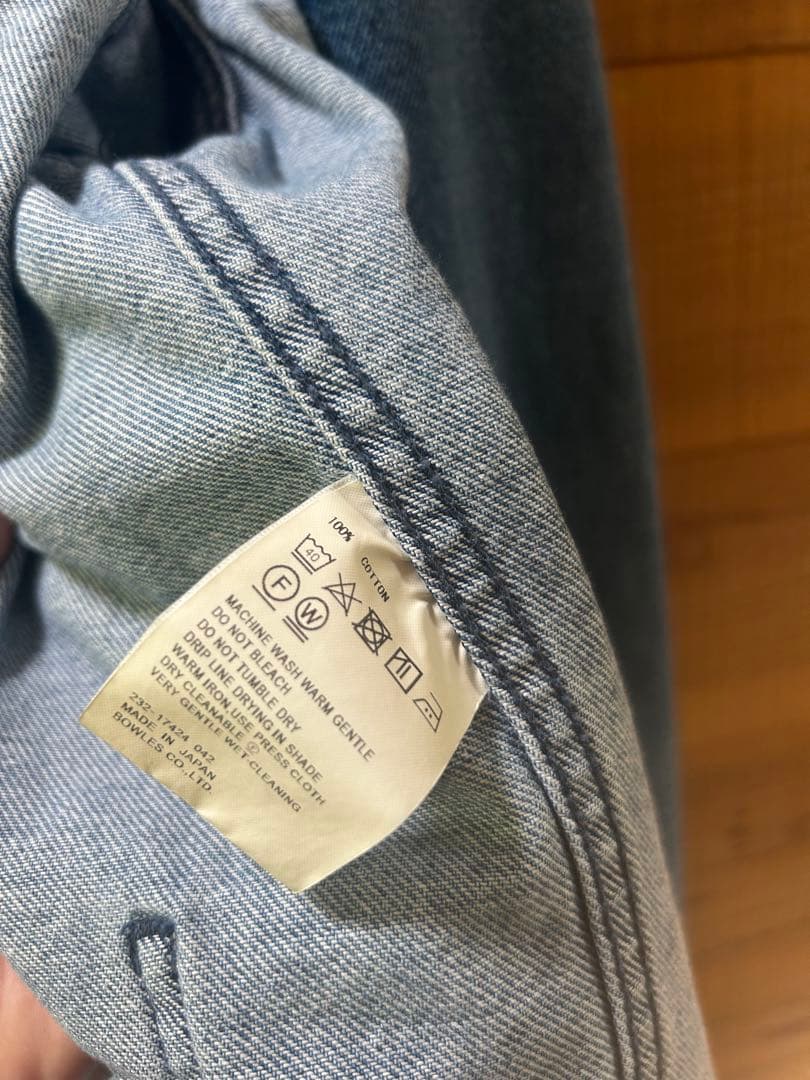 100% COTTON
40
F W
MACHINE WASH WARM GENTLE
DO NOT BLEACH
DO NOT TUMBLE DRY
DRIP LINE DRYING IN SHADE
WARM IRON.USE PRESS CLOTH
DRY CLEANABLE Ⓕ
VERY GENTLE WET CLEANING
232-17424 042
MADE IN JAPAN
BOWLES CO.,LTD.